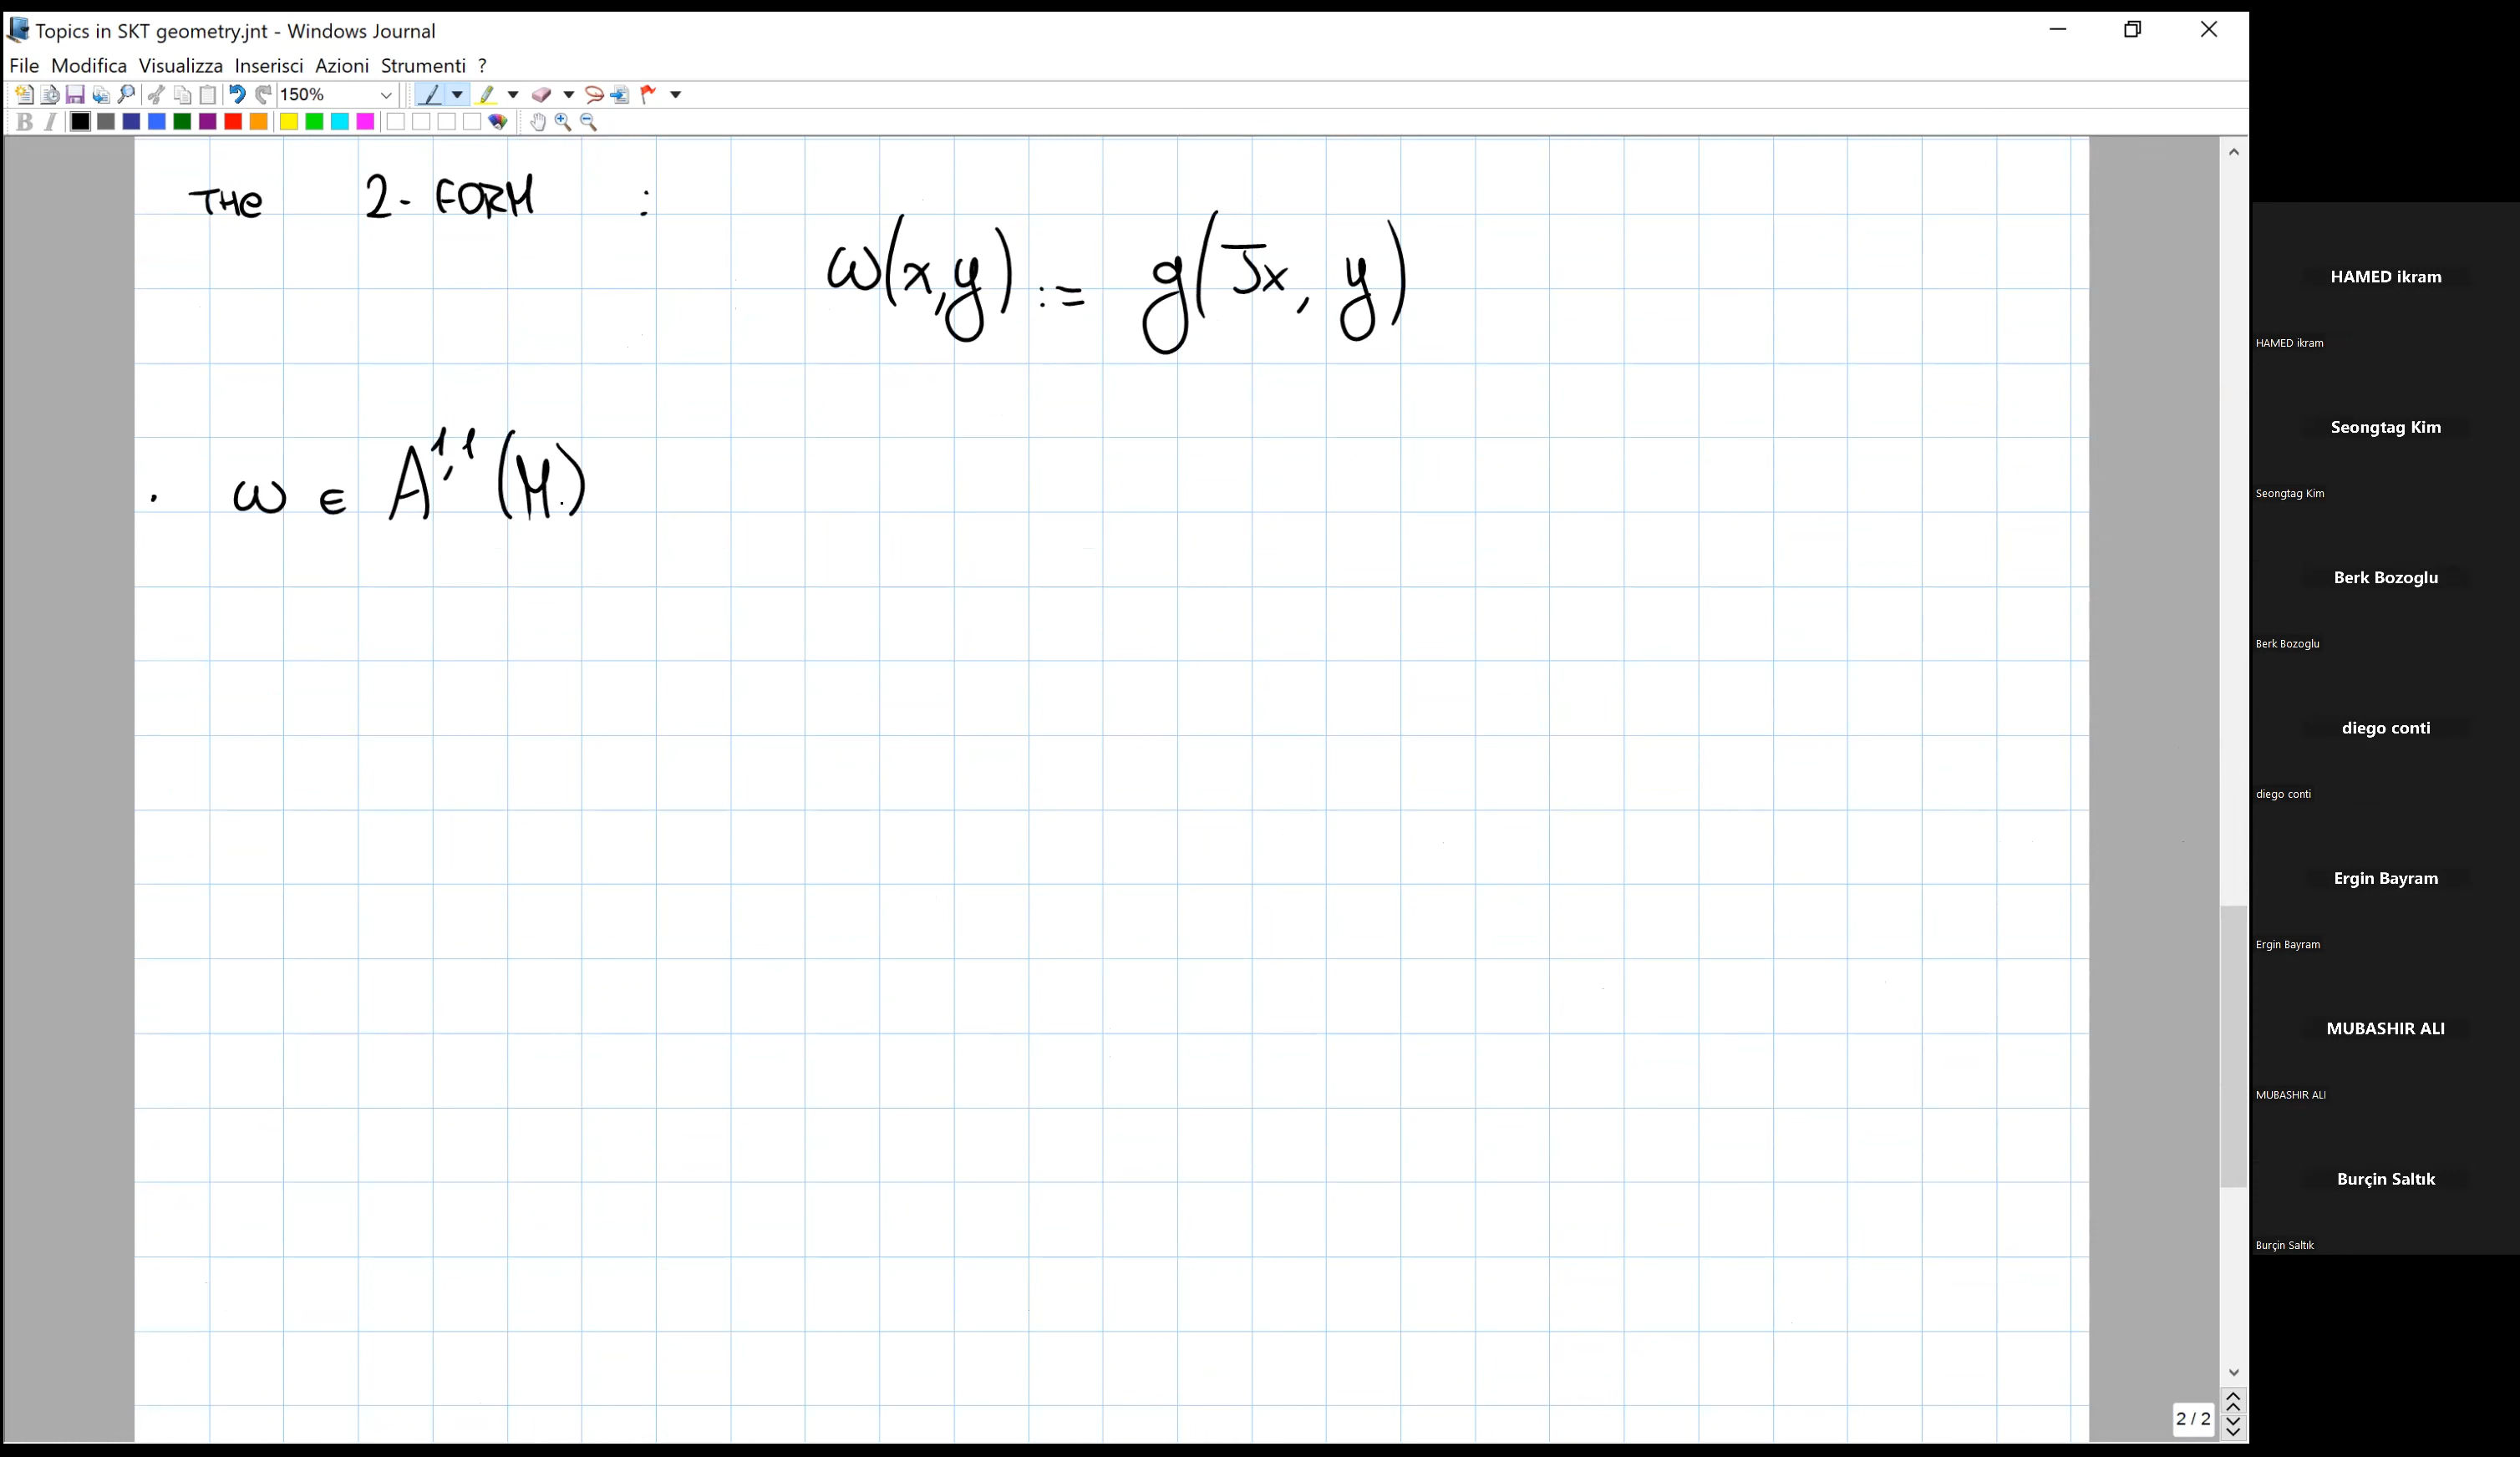 Topics in SKT geometry.jnt - Windows Journal
File Modifica Visualizza Inserisci Azioni Strumenti ?
150%
B I
THE 2-FORM :
ω(x,y) := g(Jx, y)
· ω ∈ A^{1,1}(M)
2 / 2
HAMED ikram
HAMED ikram
Seongtag Kim
Seongtag Kim
Berk Bozoglu
Berk Bozoglu
diego conti
diego conti
Ergin Bayram
Ergin Bayram
MUBASHIR ALI
MUBASHIR ALI
Burçin Saltık
Burçin Saltık